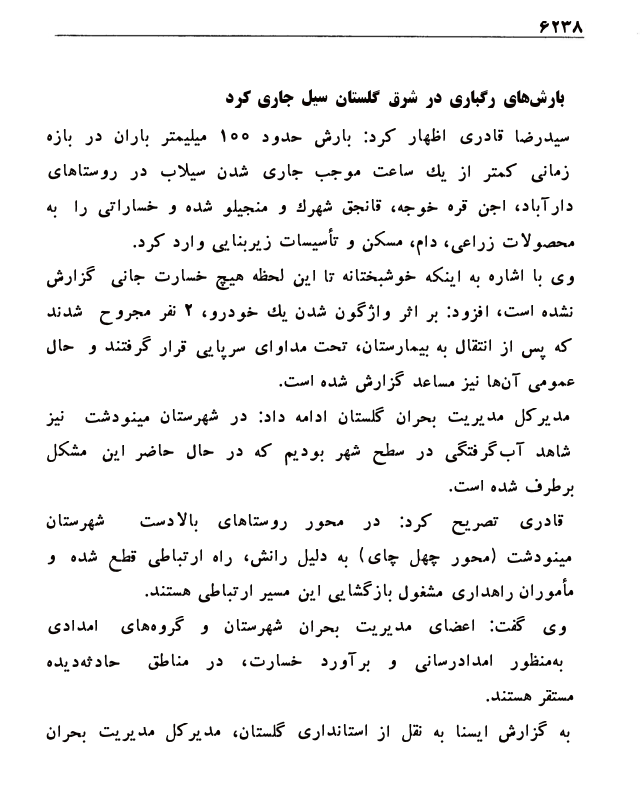 ۶۲۳۸
بارش‌های رگباری در شرق گلستان سیل جاری کرد
سیدرضا قادری اظهار کرد: بارش حدود ۱۰۰ میلیمتر باران در بازه
زمانی کمتر از یك ساعت موجب جاری شدن سیلاب در روستاهای
دارآباد، اجن قره خوجه، قانجق شهرك و منجیلو شده و خساراتی را به
محصولات زراعی، دام، مسکن و تأسیسات زیربنایی وارد کرد.
وی با اشاره به اینکه خوشبختانه تا این لحظه هیچ خسارت جانی گزارش
نشده است، افزود: بر اثر واژگون شدن یك خودرو، ۲ نفر مجروح شدند
که پس از انتقال به بیمارستان، تحت مداوای سرپایی قرار گرفتند و حال
عمومی آن‌ها نیز مساعد گزارش شده است.
مدیرکل مدیریت بحران گلستان ادامه داد: در شهرستان مینودشت نیز
شاهد آب‌گرفتگی در سطح شهر بودیم که در حال حاضر این مشکل
برطرف شده است.
قادری تصریح کرد: در محور روستاهای بالادست شهرستان
مینودشت (محور چهل چای) به دلیل رانش، راه ارتباطی قطع شده و
مأموران راهداری مشغول بازگشایی این مسیر ارتباطی هستند.
وی گفت: اعضای مدیریت بحران شهرستان و گروه‌های امدادی
به‌منظور امدادرسانی و برآورد خسارت، در مناطق حادثه‌دیده
مستقر هستند.
به گزارش ایسنا به نقل از استانداری گلستان، مدیرکل مدیریت بحران